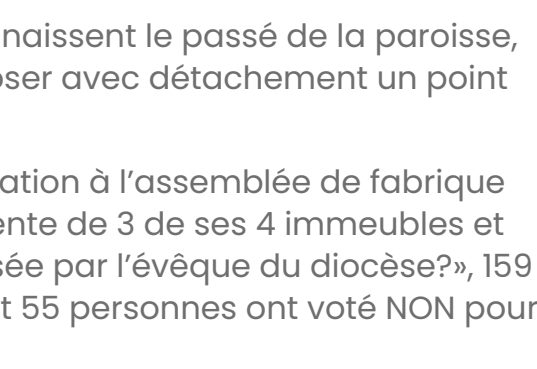 naissent le passé de la paroisse,
oser avec détachement un point
ation à l’assemblée de fabrique
ente de 3 de ses 4 immeubles et
sée par l’évêque du diocèse?», 159
t 55 personnes ont voté NON pour